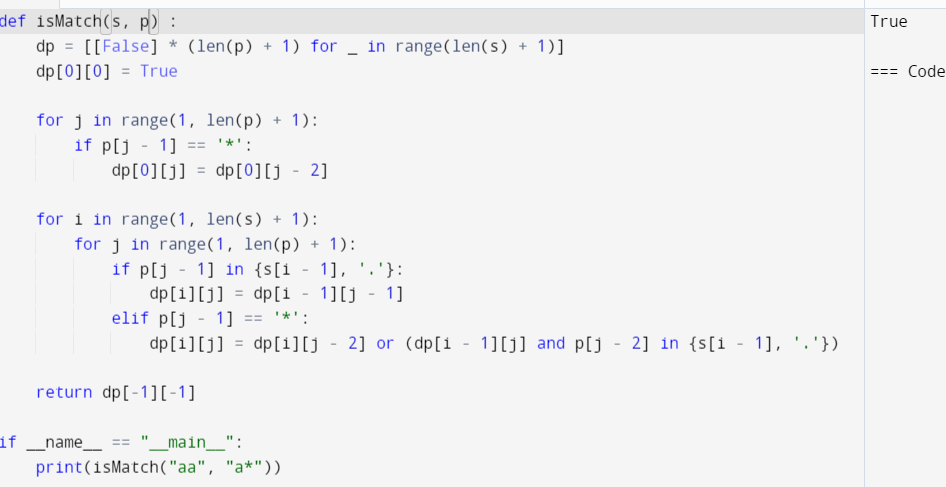 def isMatch(s, p) :
    dp = [[False] * (len(p) + 1) for _ in range(len(s) + 1)]
    dp[0][0] = True

    for j in range(1, len(p) + 1):
        if p[j - 1] == '*':
            dp[0][j] = dp[0][j - 2]

    for i in range(1, len(s) + 1):
        for j in range(1, len(p) + 1):
            if p[j - 1] in {s[i - 1], '.'}:
                dp[i][j] = dp[i - 1][j - 1]
            elif p[j - 1] == '*':
                dp[i][j] = dp[i][j - 2] or (dp[i - 1][j] and p[j - 2] in {s[i - 1], '.'})

    return dp[-1][-1]

if __name__ == "__main__":
    print(isMatch("aa", "a*"))
True
=== Code